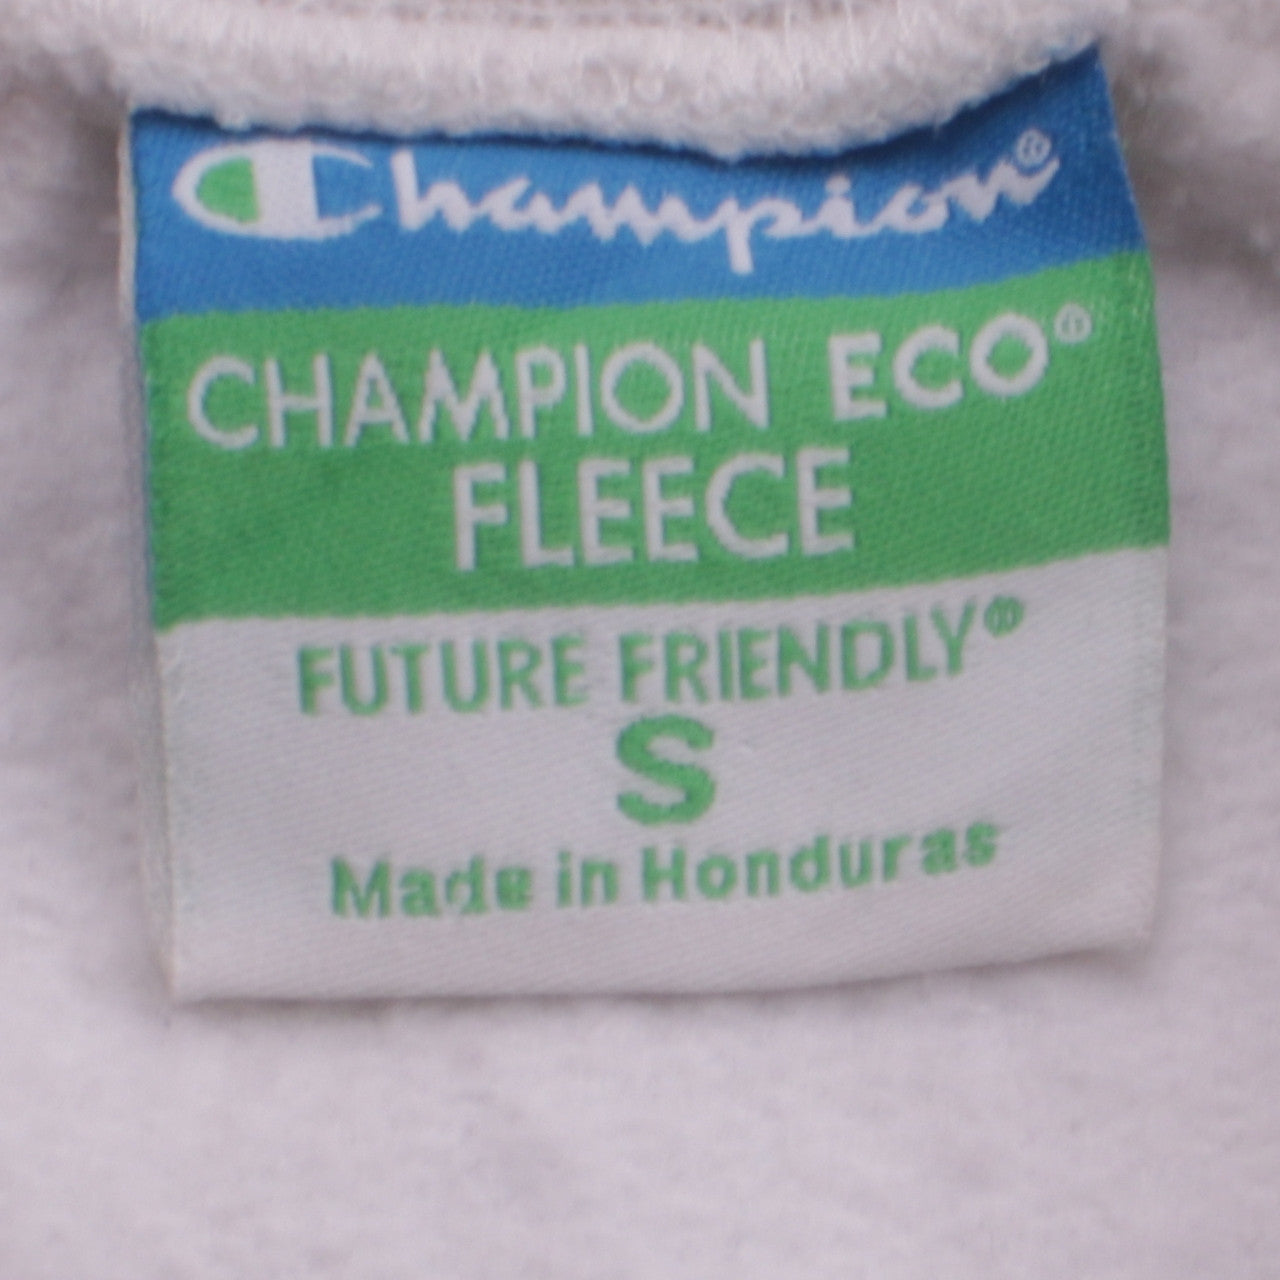 Champion®
CHAMPION ECO®
FLEECE
FUTURE FRIENDLY®
S
Made in Honduras